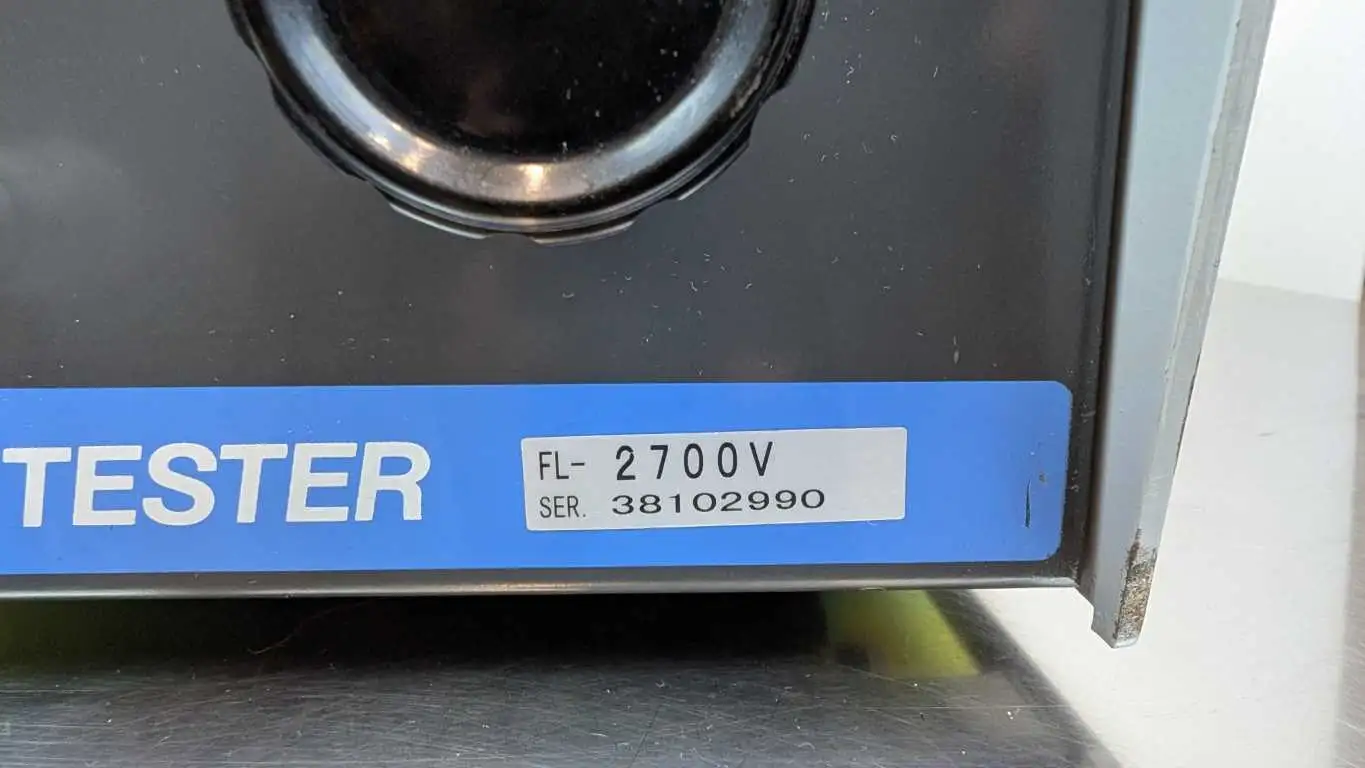 TESTER
FL- 2700V
SER. 38102990